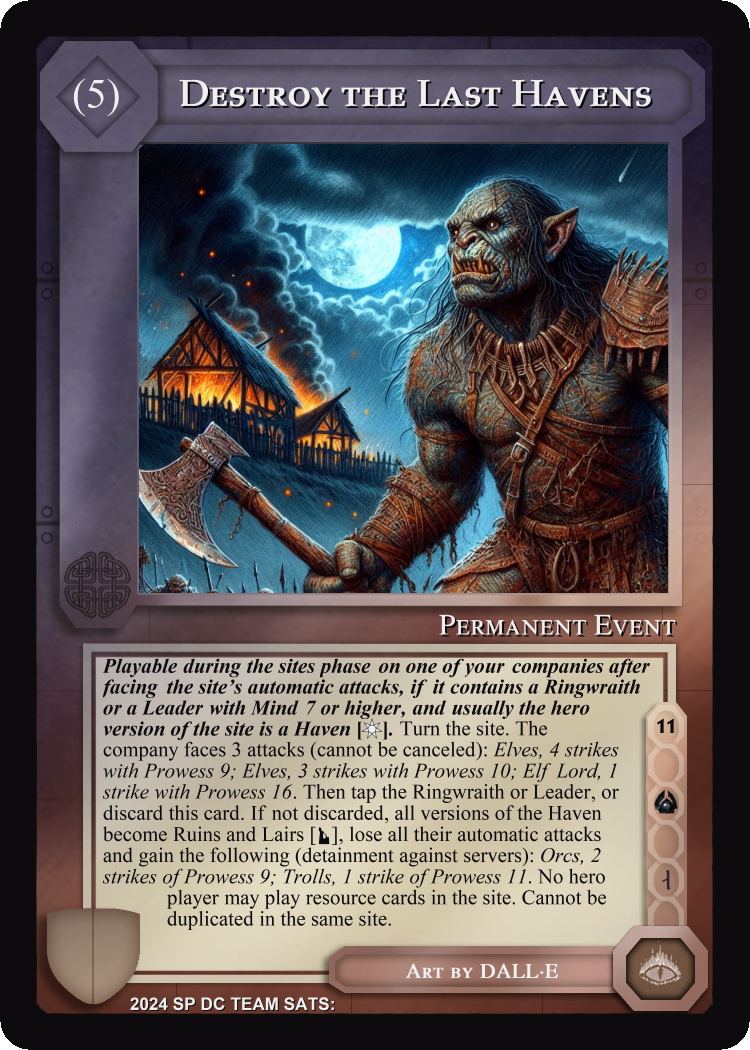 (5)
Destroy the Last Havens
Permanent Event
Playable during the sites phase on one of your companies after
facing the site's automatic attacks, if it contains a Ringwraith
or a Leader with Mind 7 or higher, and usually the hero
version of the site is a Haven [ ]. Turn the site. The
company faces 3 attacks (cannot be canceled): Elves, 4 strikes
with Prowess 9; Elves, 3 strikes with Prowess 10; Elf Lord, 1
strike with Prowess 16. Then tap the Ringwraith or Leader, or
discard this card. If not discarded, all versions of the Haven
become Ruins and Lairs [ ], lose all their automatic attacks
and gain the following (detainment against servers): Orcs, 2
strikes of Prowess 9; Trolls, 1 strike of Prowess 11. No hero
player may play resource cards in the site. Cannot be
duplicated in the same site.
11
Art by DALL·E
2024 SP DC TEAM SATS: